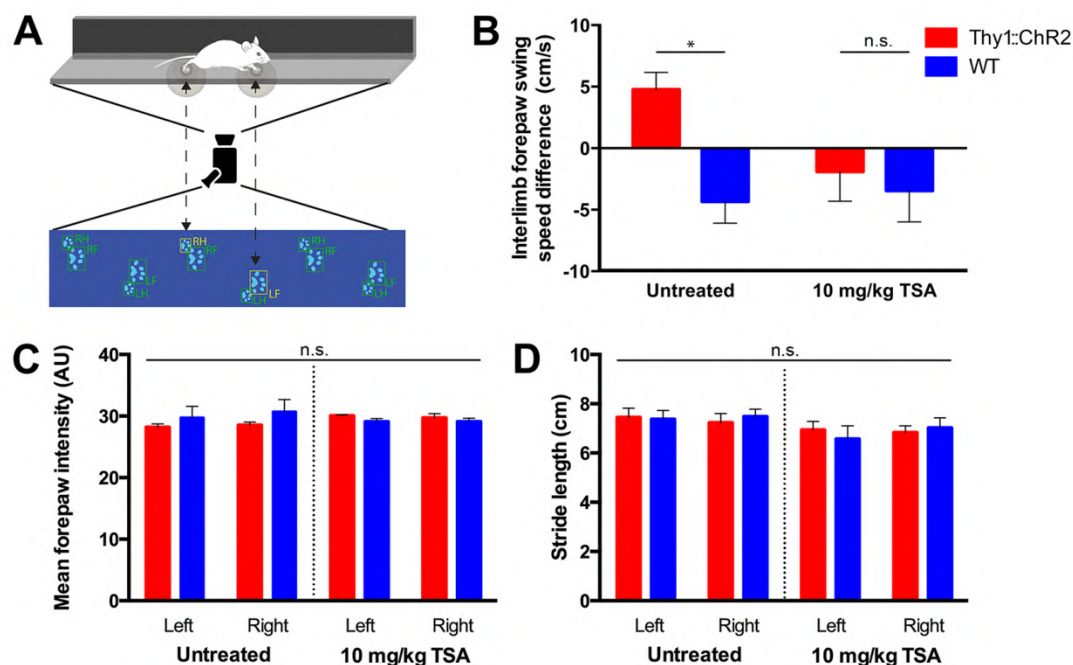 A
RH
RF
LF
LH
RH
RF
LH
LF
RH
RF
LF
LH
B
Interlimb forepaw swing
speed difference (cm/s)
5
0
-5
-10
*
n.s.
Thy1::ChR2
WT
Untreated
10 mg/kg TSA
C
Mean forepaw intensity (AU)
40
30
20
10
0
n.s.
Left
Right
Left
Right
Untreated
10 mg/kg TSA
D
Stride length (cm)
10
8
6
4
2
0
n.s.
Left
Right
Left
Right
Untreated
10 mg/kg TSA